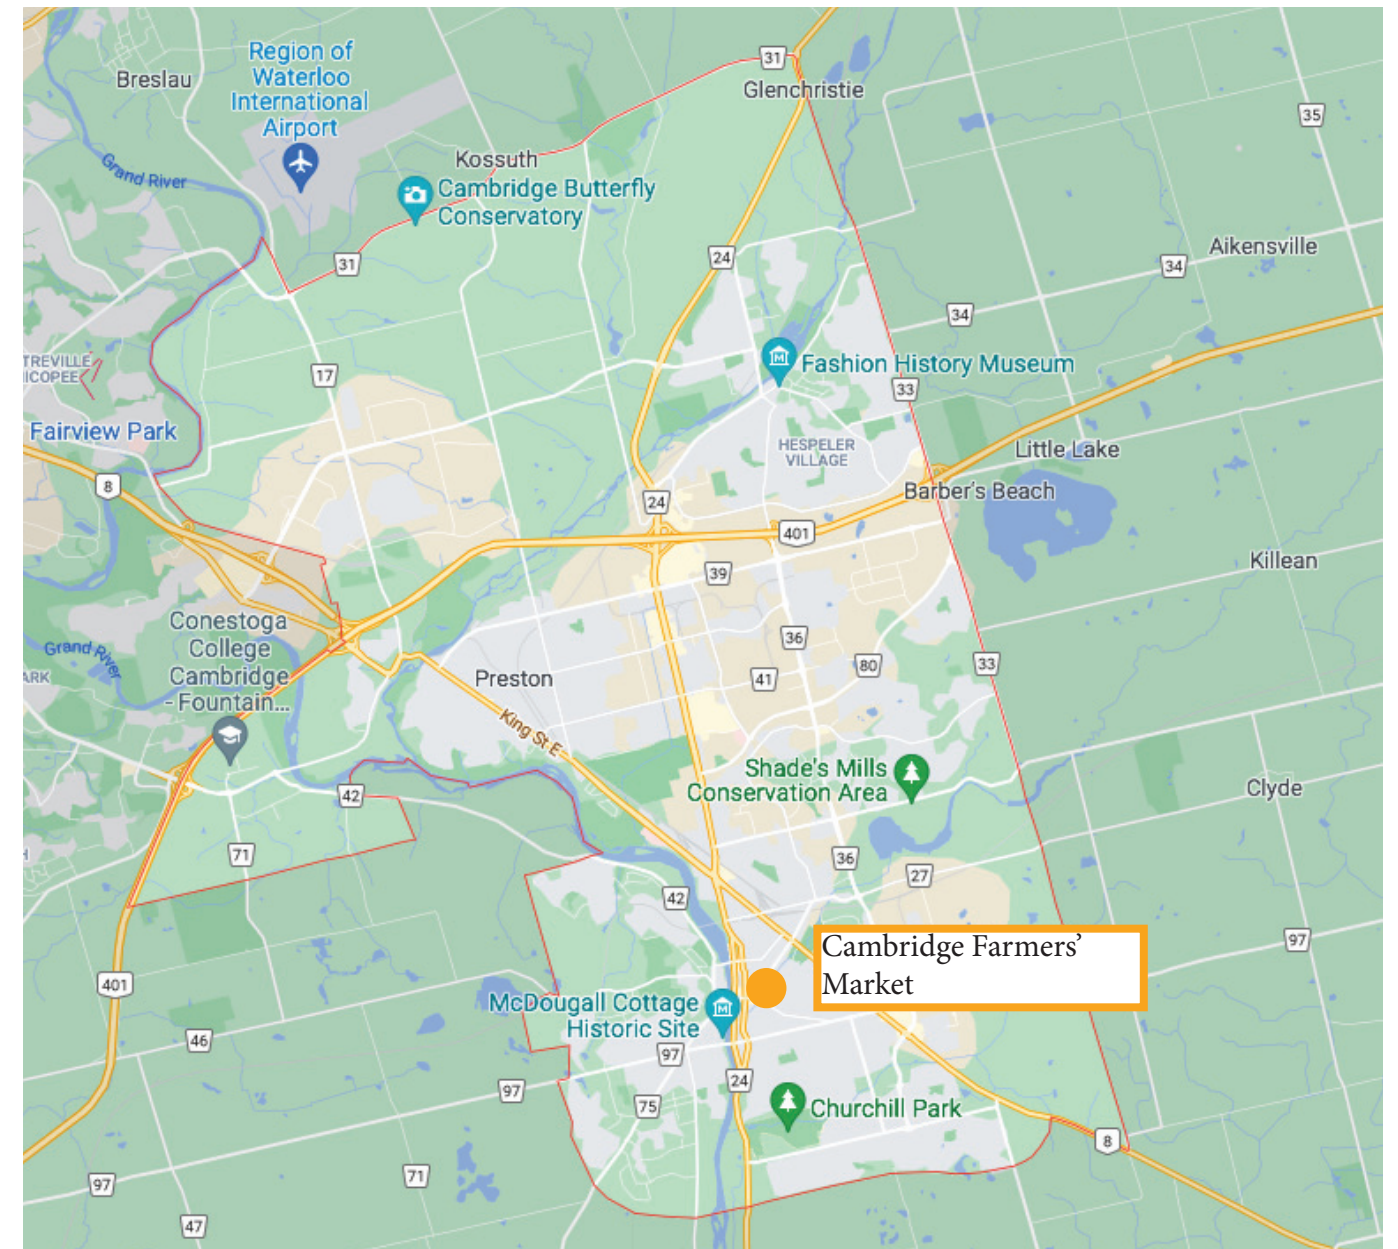 31
Glenchristie
Region of
Waterloo
International
Airport
Breslau
35
Grand River
Kossuth
Cambridge Butterfly
Conservatory
31
24
Aikensville
34
34
Fashion History Museum
TREVILLE
ICOPEE
17
33
Fairview Park
HESPELER
VILLAGE
Little Lake
8
24
Barber's Beach
401
Killean
39
Conestoga
College
Cambridge
- Fountain...
Grand River
ARK
36
33
80
41
Preston
King St E
Shade's Mills
Conservation Area
Clyde
42
71
36
27
42
97
Cambridge Farmers’
Market
401
McDougall Cottage
Historic Site
46
97
24
97
75
Churchill Park
8
71
97
47